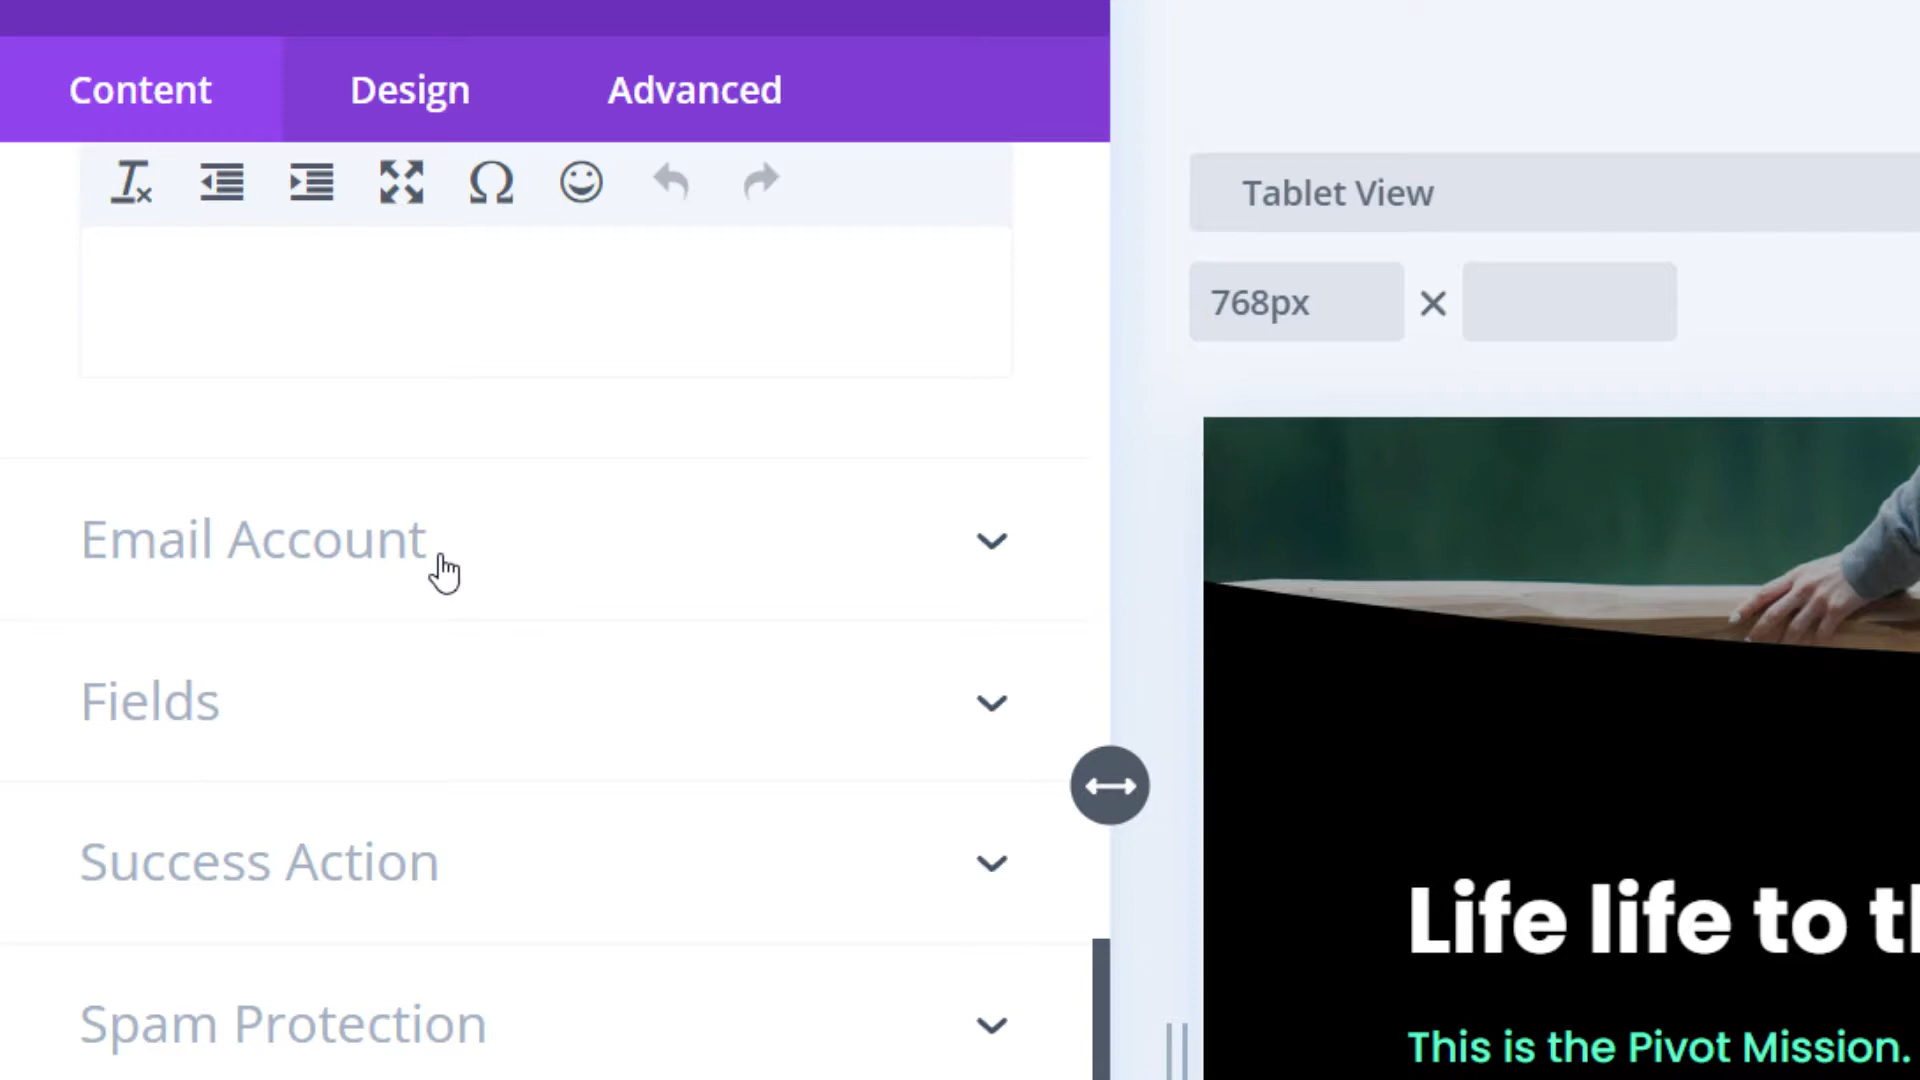 Content Design Advanced
Tablet View
768px
Email Account
Fields
Success Action
Spam Protection
Life life to
This is the Pivot Mission.